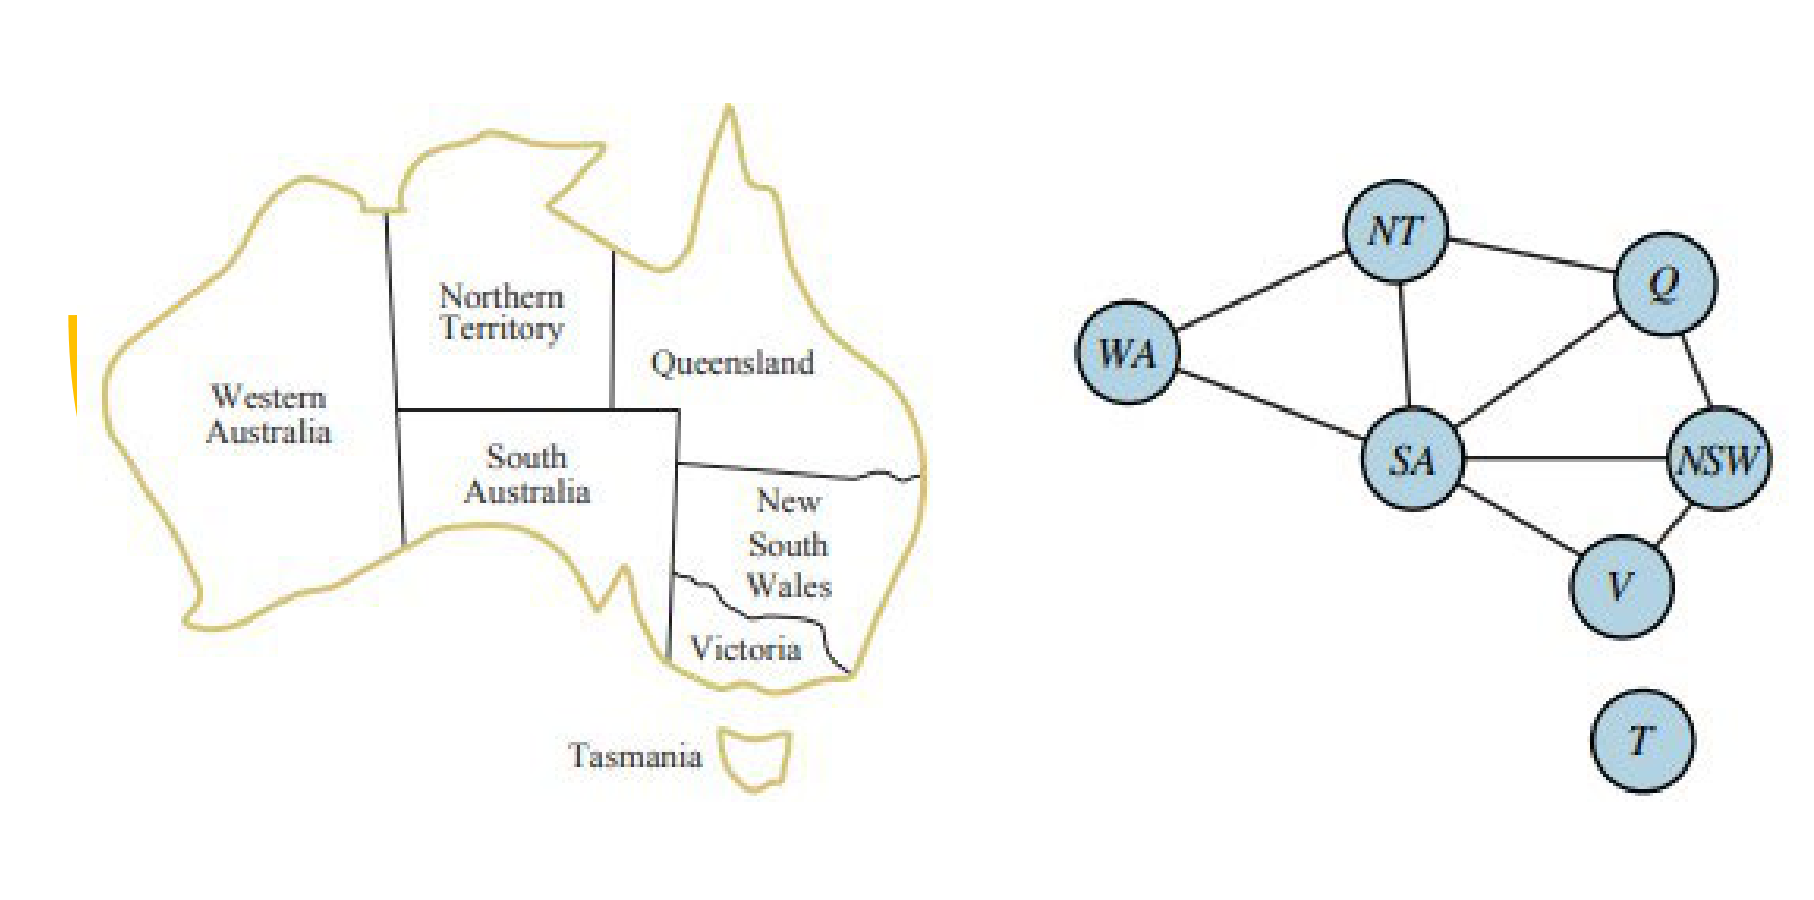 Northern
Territory
Queensland
Western
Australia
South
Australia
New
South
Wales
Victoria
Tasmania
NT
Q
WA
SA
NSW
V
T